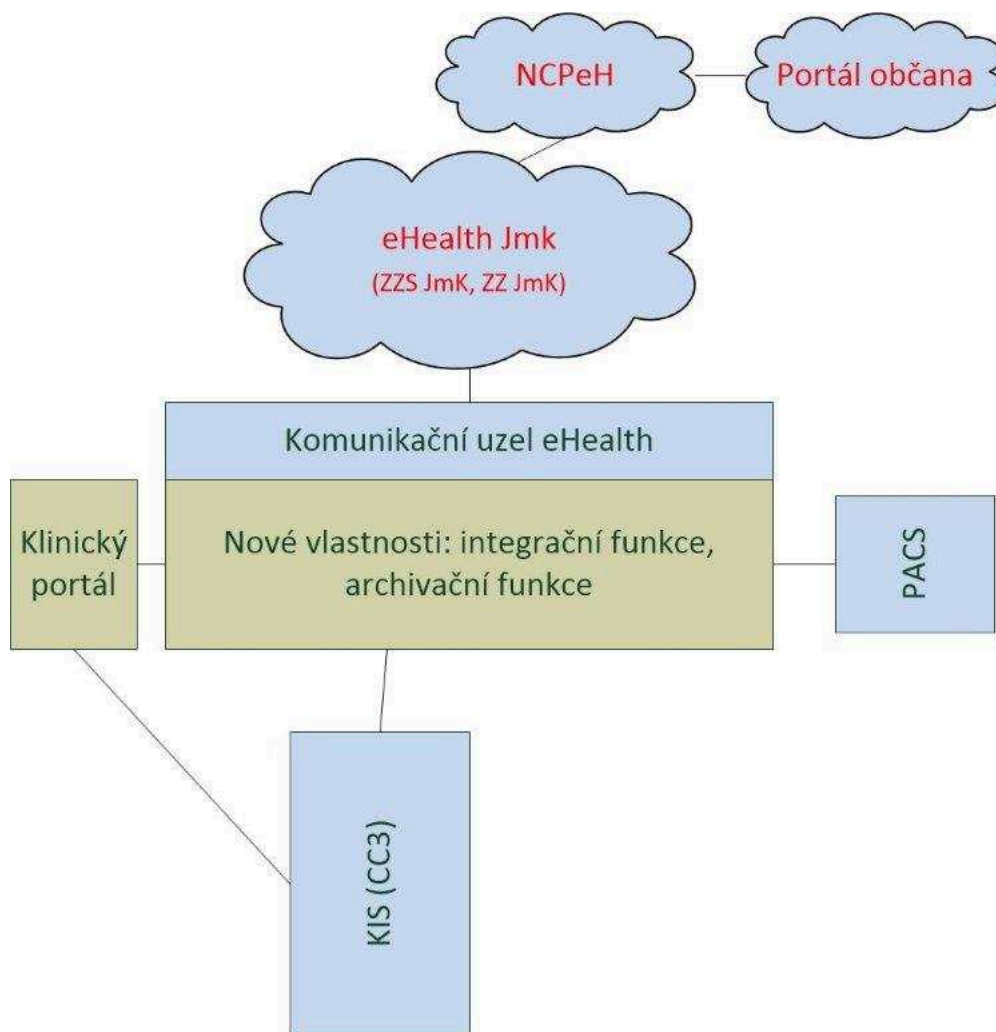 NCPeH
Portál občana
eHealth Jmk
(ZZS JmK, ZZ JmK)
Komunikační uzel eHealth
Klinický
portál
Nové vlastnosti: integrační funkce,
archivační funkce
PACS
KIS (CC3)